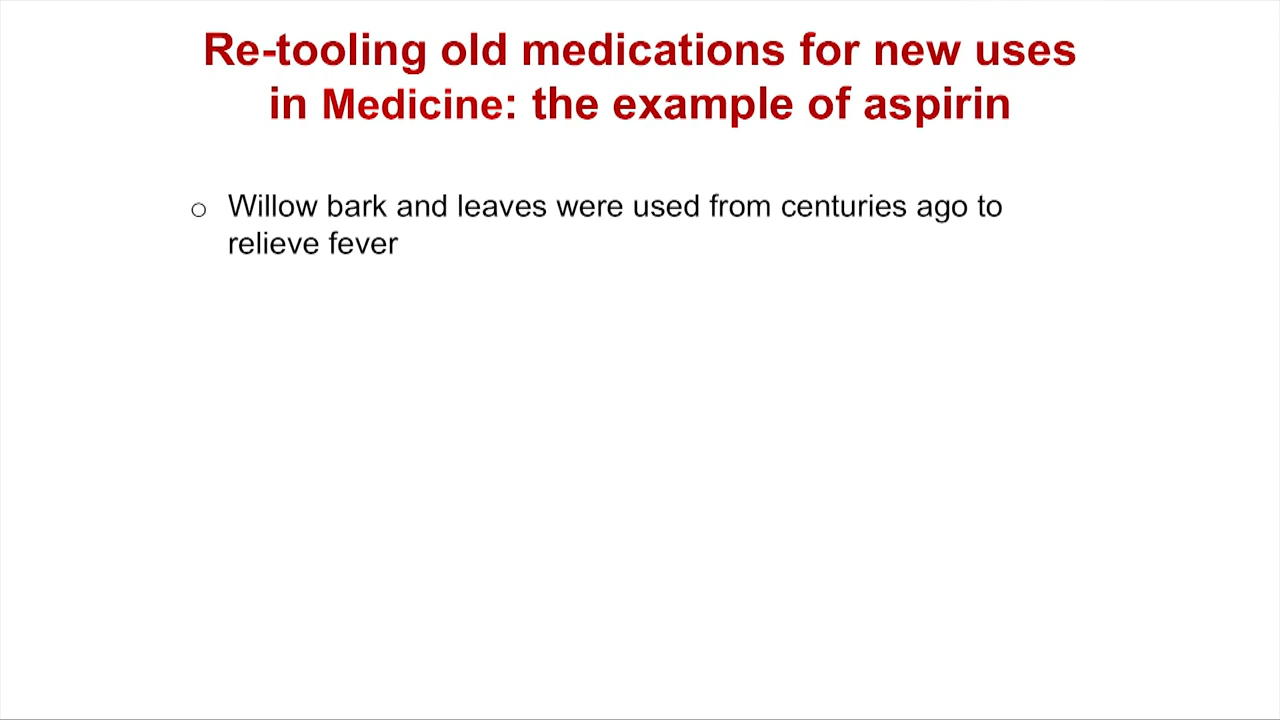 Re-tooling old medications for new uses
in Medicine: the example of aspirin
o Willow bark and leaves were used from centuries ago to
relieve fever